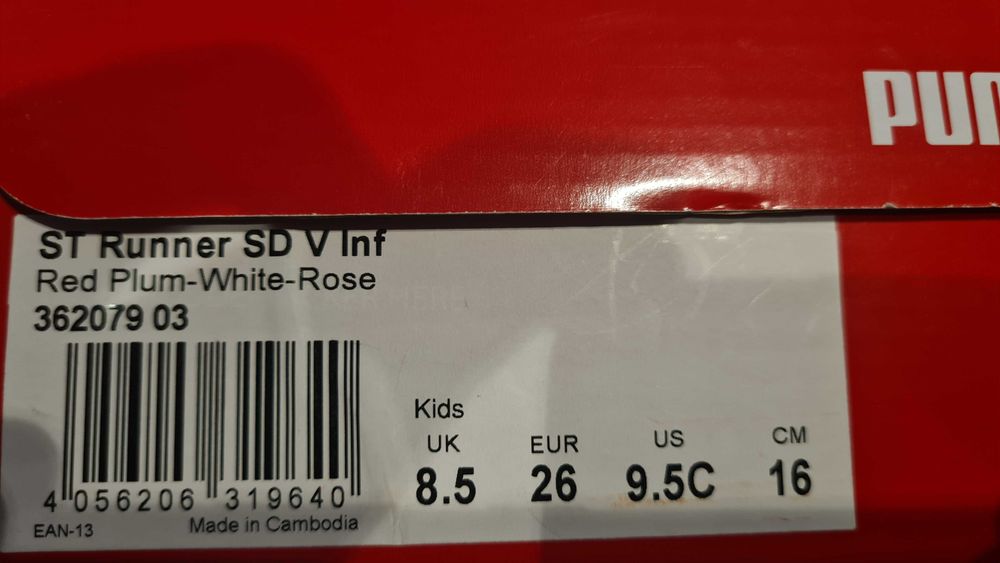 PUM
ST Runner SD V Inf
Red Plum-White-Rose
362079 03
Kids
UK EUR US CM
8.5 26 9.5C 16
4 056206 319640
EAN-13 Made in Cambodia